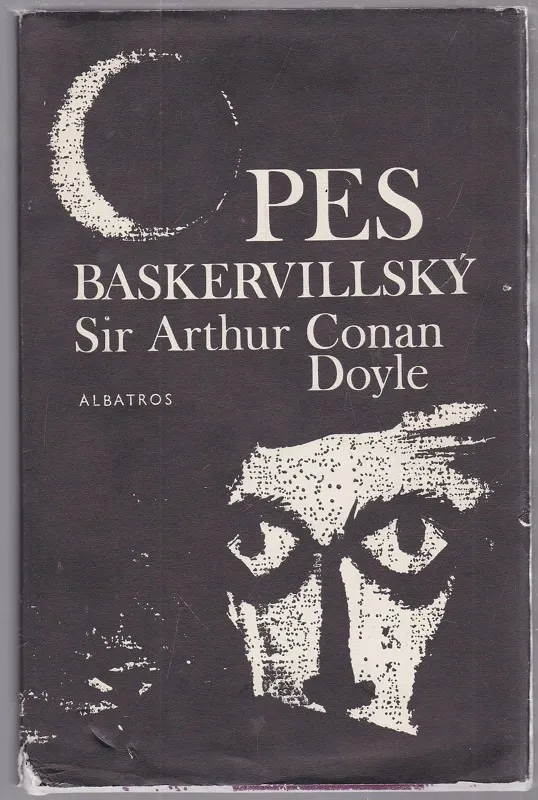 PES
BASKERVILLSKÝ
Sir Arthur Conan
Doyle
ALBATROS